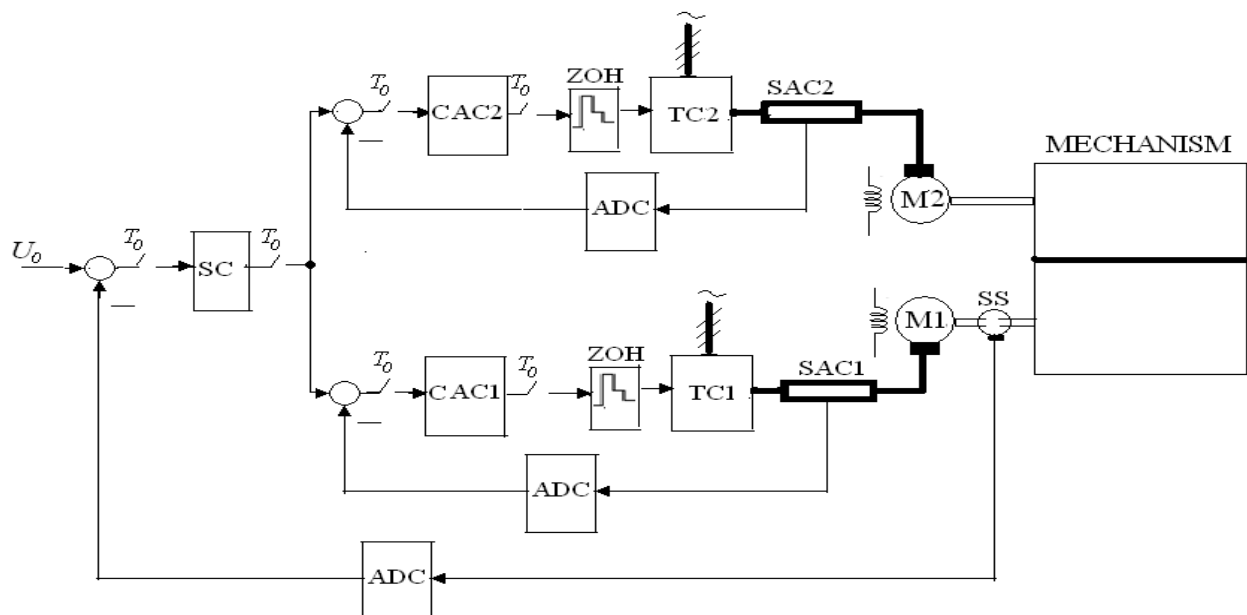 T₀ CAC2 T₀ ZOH TC2 SAC2
ADC
M2
MECHANISM
U₀ T₀ SC T₀
T₀ CAC1 T₀ ZOH TC1 SAC1
ADC
M1 SS
ADC